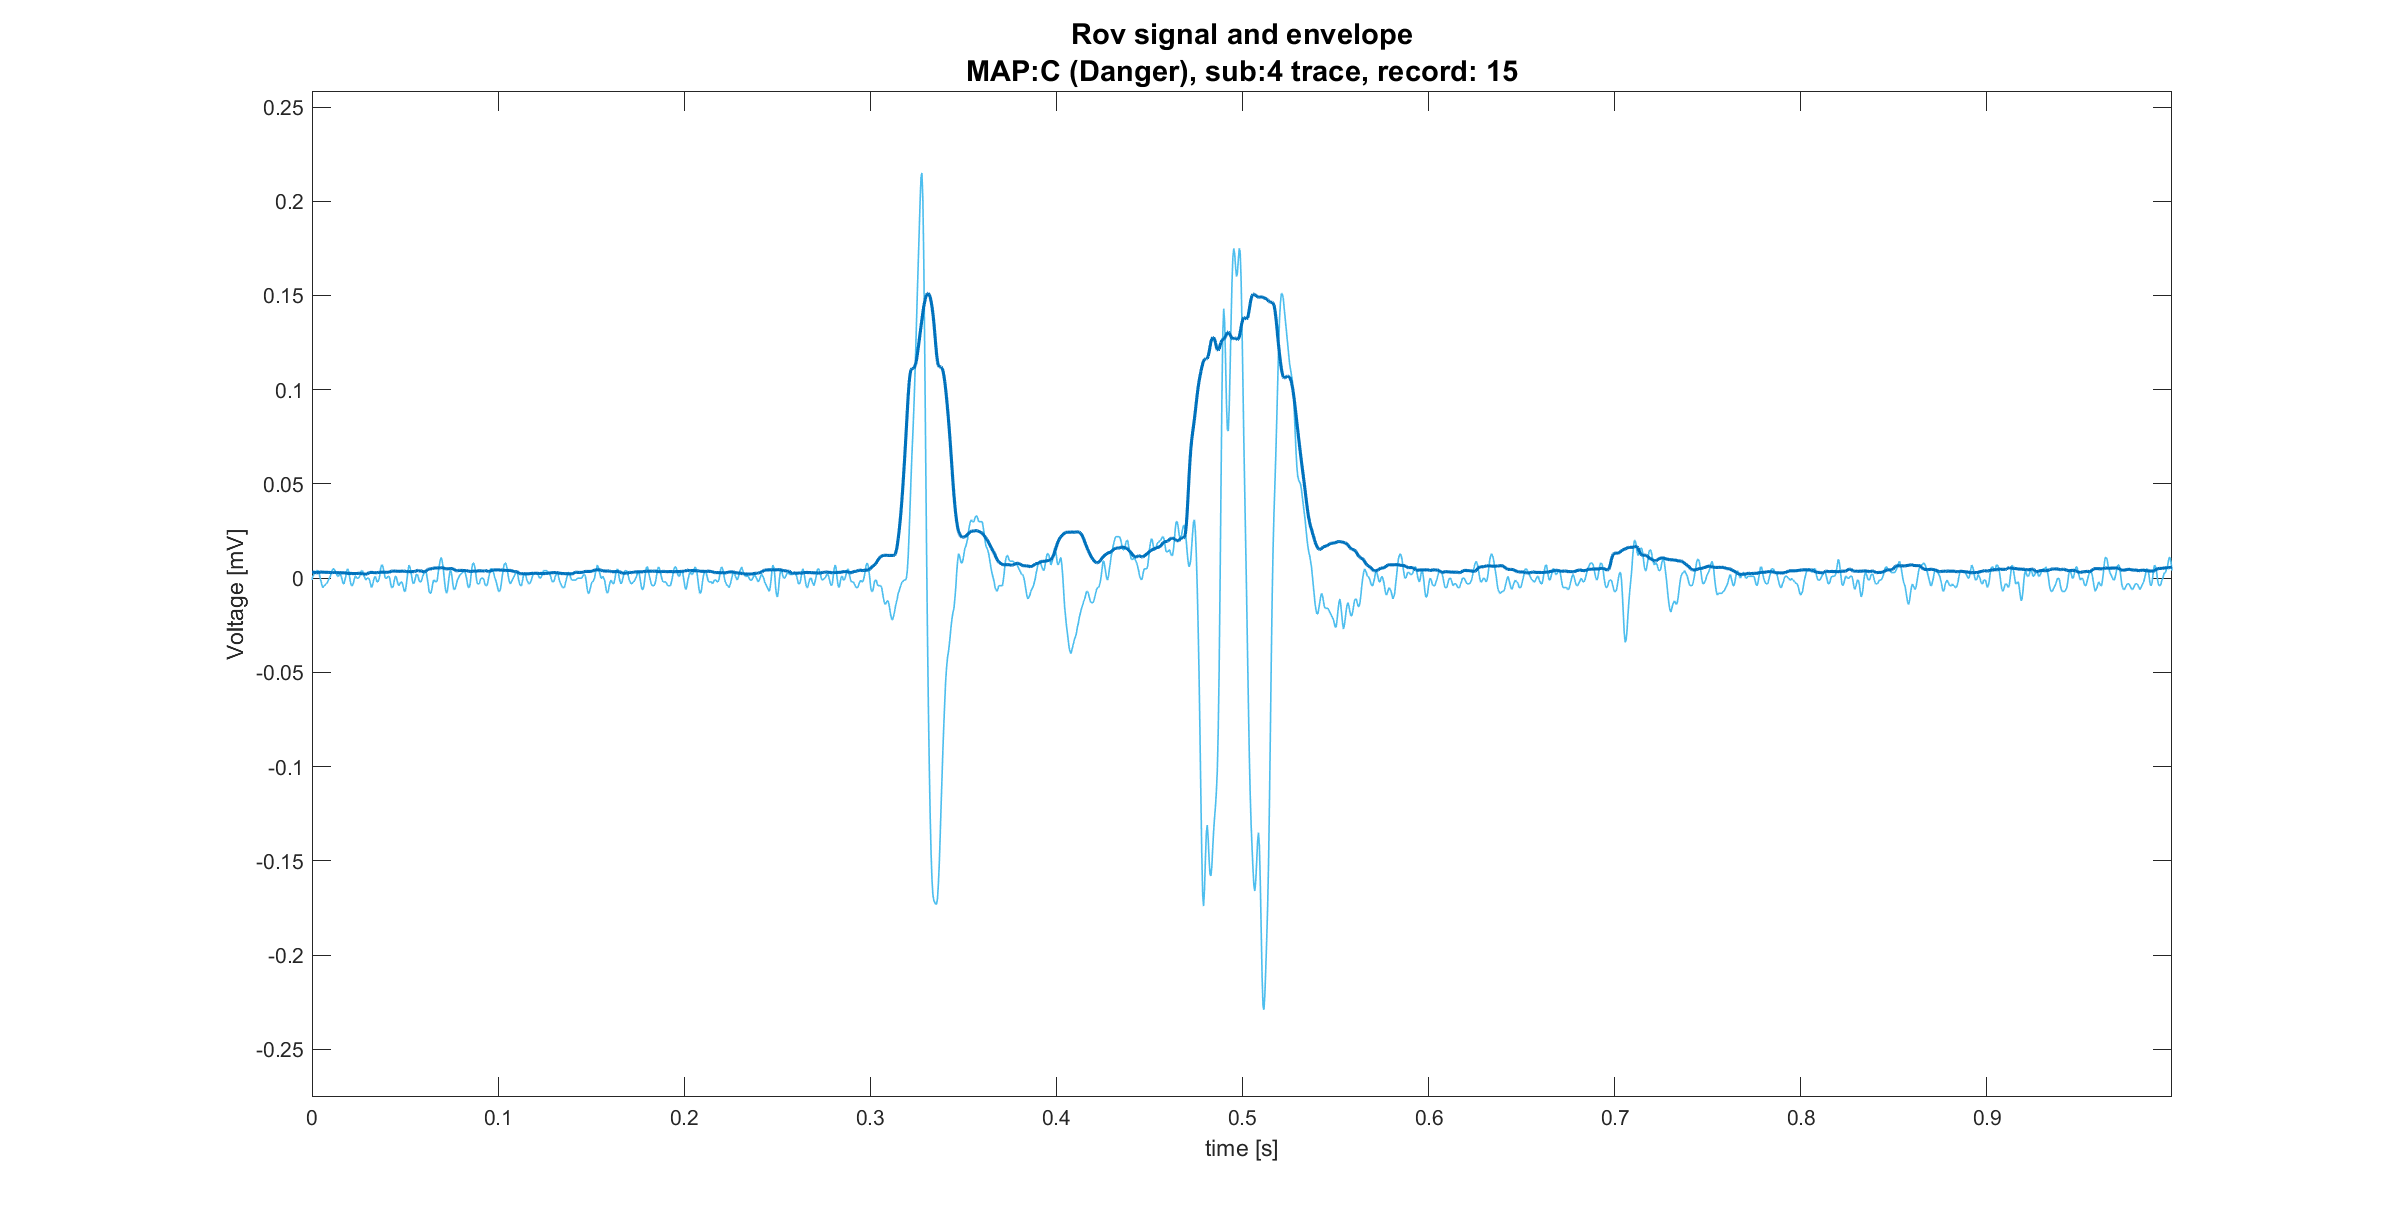 Rov signal and envelope
MAP:C (Danger), sub:4 trace, record: 15
0.25
0.2
0.15
0.1
0.05
0
-0.05
-0.1
-0.15
-0.2
-0.25
Voltage [mV]
0 0.1 0.2 0.3 0.4 0.5 0.6 0.7 0.8 0.9
time [s]